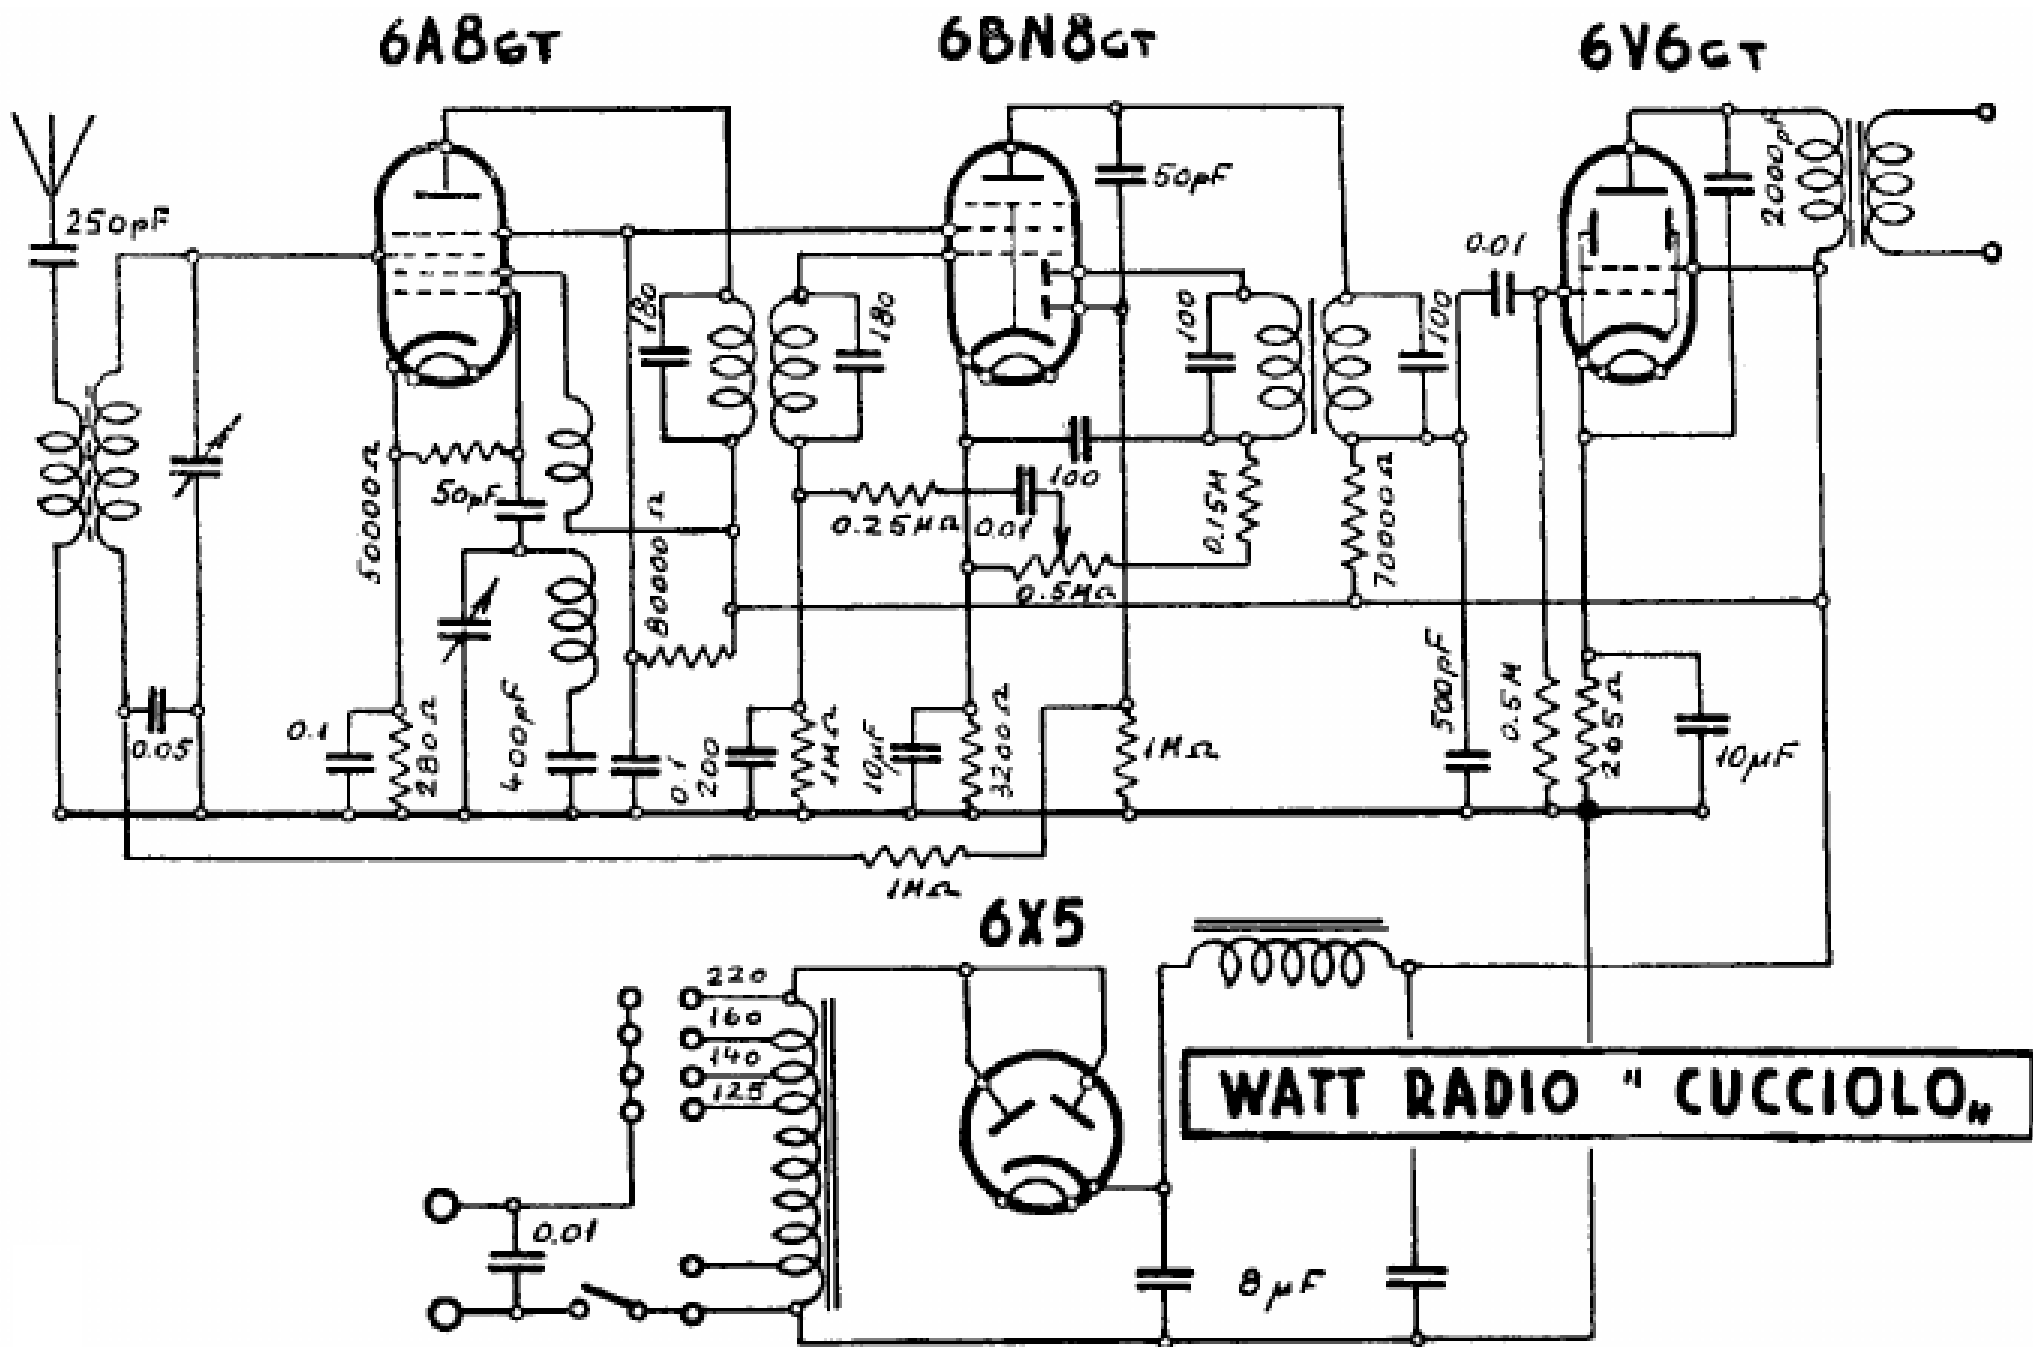 6A8GT
6BN8GT
6V6GT
250pF
50pF
2000pF
0.01
180
180
100
100
50000Ω
50pF
100
0.25MΩ
0.01
0.15M
70000Ω
0.5MΩ
80000Ω
0.05
0.1
280Ω
400pF
0.1
200
1MΩ
10µF
3200Ω
1MΩ
500pF
0.5M
265Ω
10µF
1MΩ
6X5
220
160
140
125
WATT RADIO "CUCCIOLO„
0.01
8µF